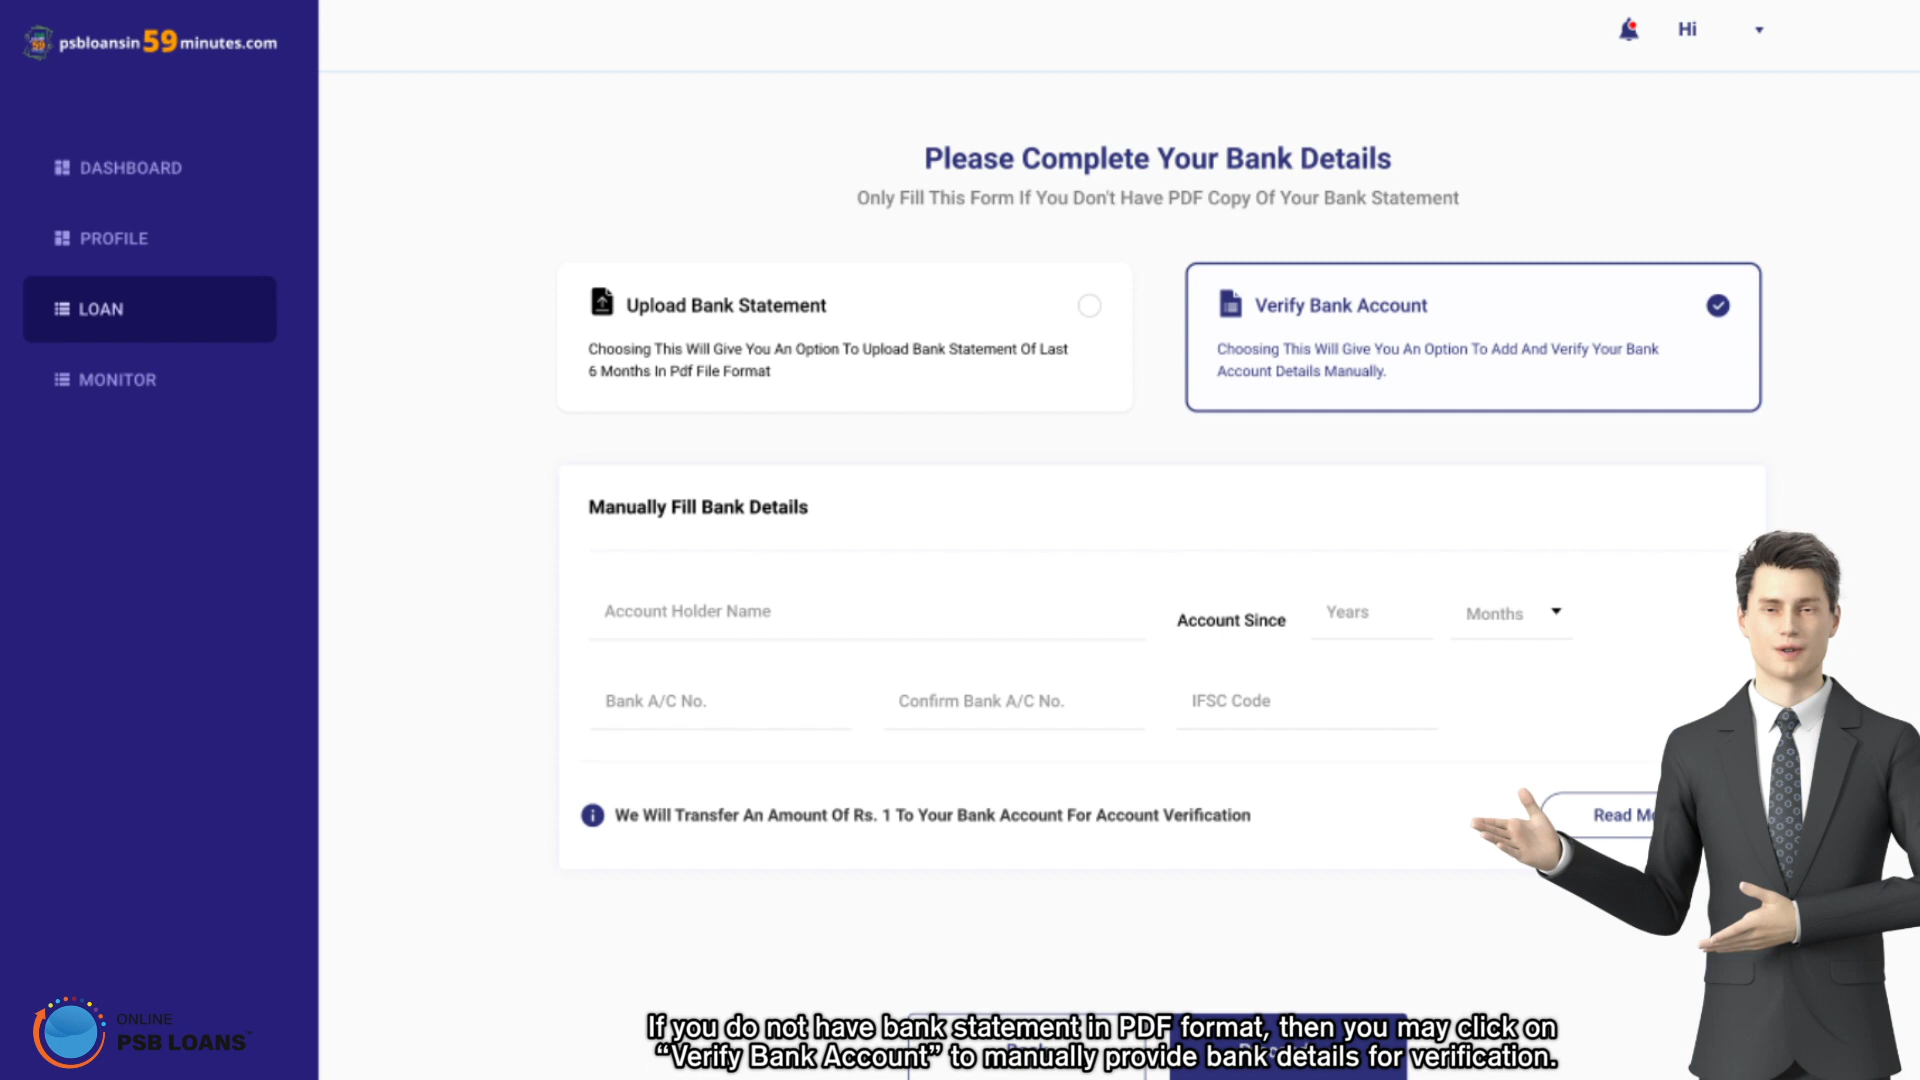 psbloansin59minutes.com
Hi
DASHBOARD
PROFILE
LOAN
MONITOR
Please Complete Your Bank Details
Only Fill This Form If You Don't Have PDF Copy Of Your Bank Statement
Upload Bank Statement
Choosing This Will Give You An Option To Upload Bank Statement Of Last
6 Months In Pdf File Format
Verify Bank Account
Choosing This Will Give You An Option To Add And Verify Your Bank
Account Details Manually.
Manually Fill Bank Details
Account Holder Name
Account Since
Years
Months
Bank A/C No.
Confirm Bank A/C No.
IFSC Code
We Will Transfer An Amount Of Rs. 1 To Your Bank Account For Account Verification
Read
If you do not have bank statement in PDF format, then you may click on
“Verify Bank Account” to manually provide bank details for verification.
ONLINE
PSB LOANS™